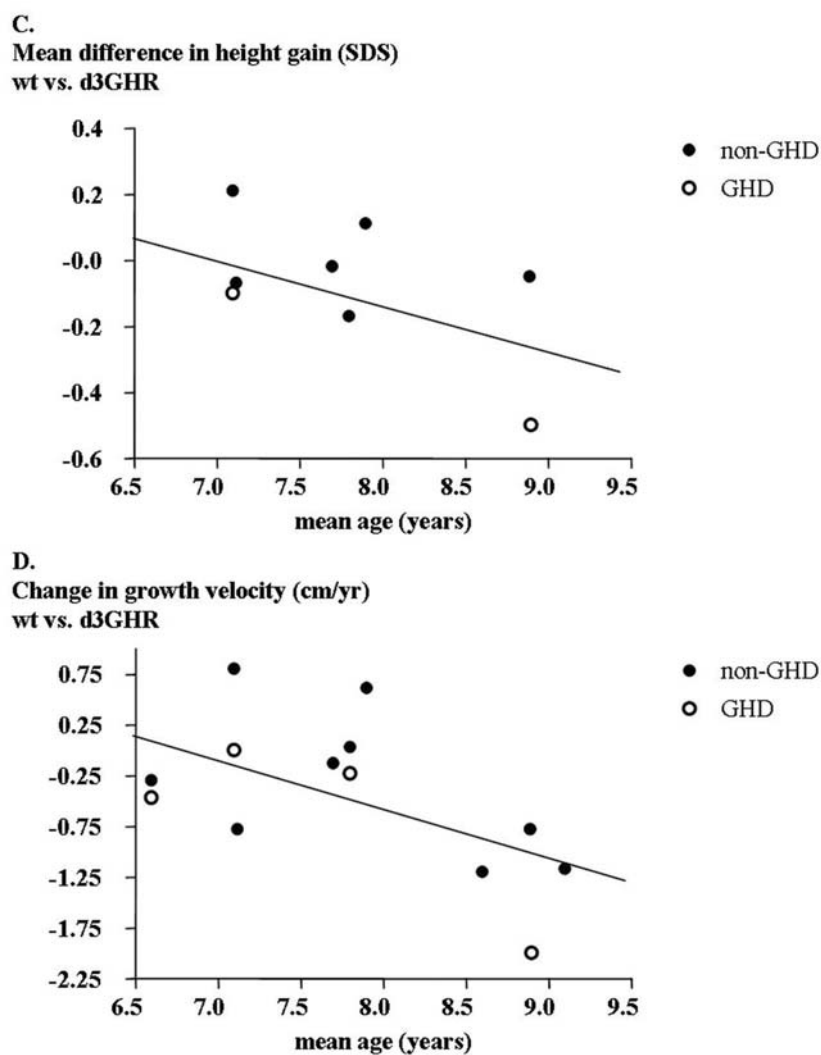 C.
Mean difference in height gain (SDS)
wt vs. d3GHR
0.4
0.2
-0.0
-0.2
-0.4
-0.6
6.5 7.0 7.5 8.0 8.5 9.0 9.5
mean age (years)
non-GHD
GHD
D.
Change in growth velocity (cm/yr)
wt vs. d3GHR
0.75
0.25
-0.25
-0.75
-1.25
-1.75
-2.25
6.5 7.0 7.5 8.0 8.5 9.0 9.5
mean age (years)
non-GHD
GHD